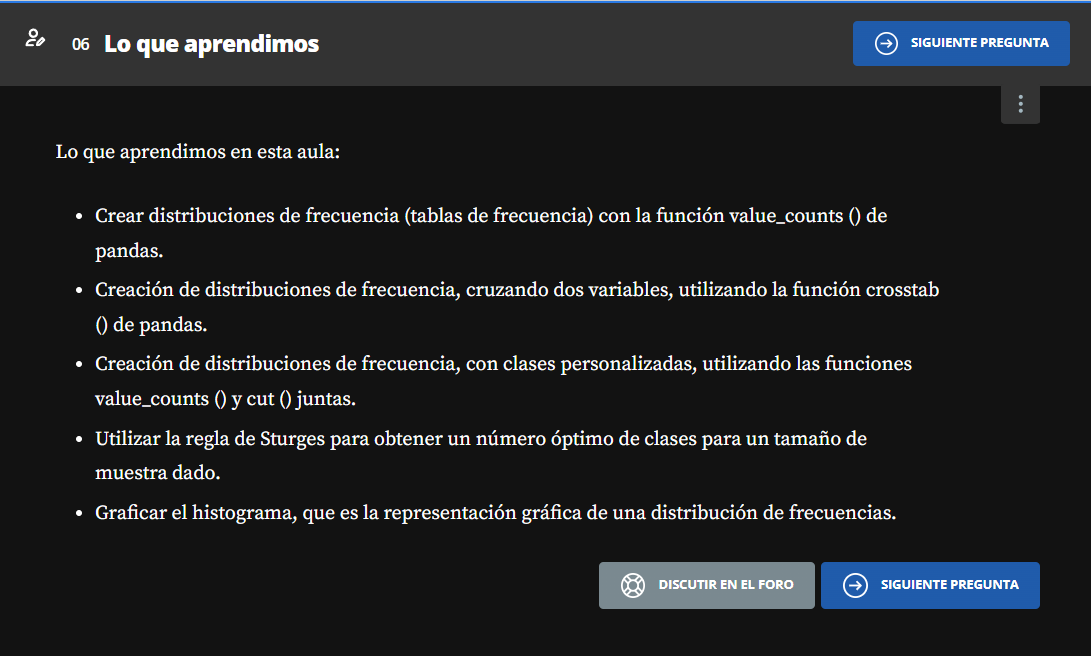 06 Lo que aprendimos
SIGUIENTE PREGUNTA
Lo que aprendimos en esta aula:
• Crear distribuciones de frecuencia (tablas de frecuencia) con la función value_counts () de
pandas.
• Creación de distribuciones de frecuencia, cruzando dos variables, utilizando la función crosstab
() de pandas.
• Creación de distribuciones de frecuencia, con clases personalizadas, utilizando las funciones
value_counts () y cut () juntas.
• Utilizar la regla de Sturges para obtener un número óptimo de clases para un tamaño de
muestra dado.
• Graficar el histograma, que es la representación gráfica de una distribución de frecuencias.
DISCUTIR EN EL FORO
SIGUIENTE PREGUNTA